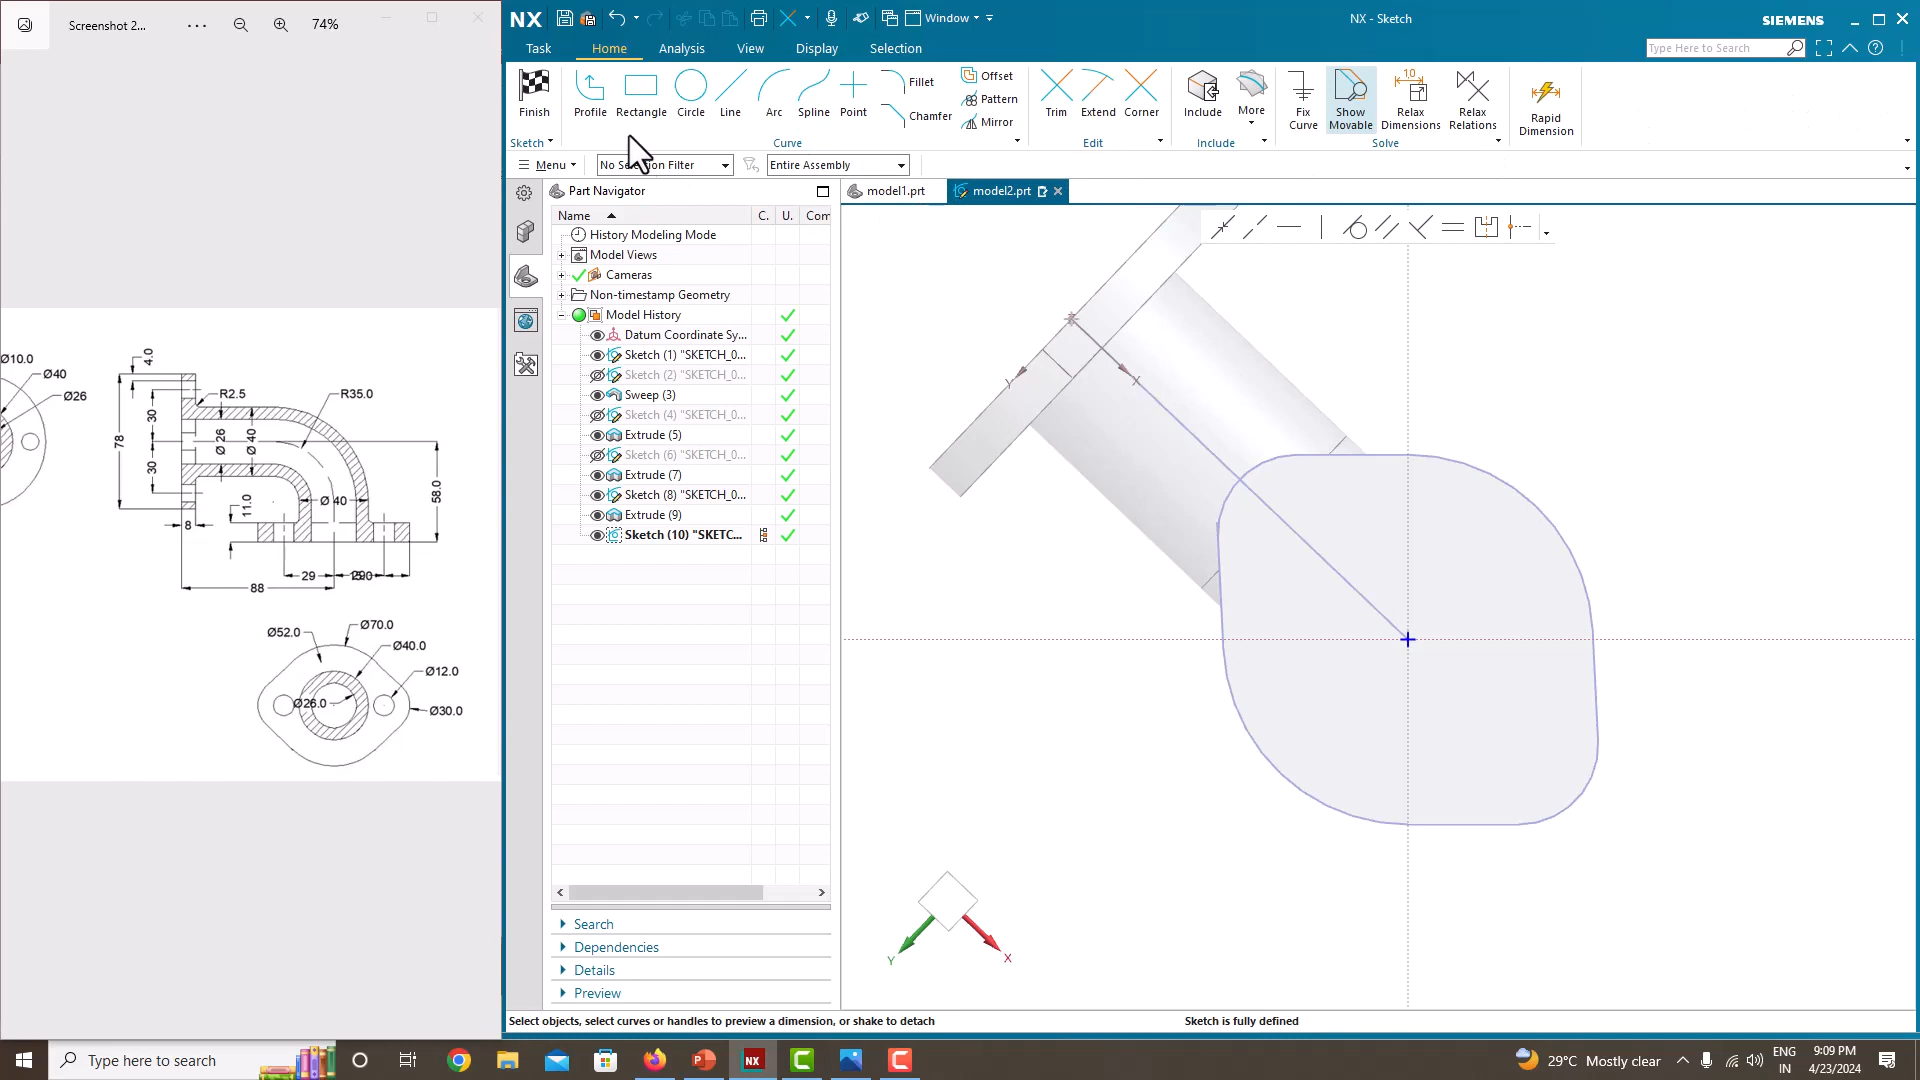 Screenshot 2...
74%
Ø10.0
Ø40
Ø26
4.0
R2.5
R35.0
78
30
30
Ø 26
Ø 40
Ø 40
11.0
58.0
8
29
88
Ø52.0
Ø70.0
Ø40.0
Ø12.0
Ø26.0
Ø30.0
NX
Window
NX - Sketch
SIEMENS
Task
Home
Analysis
View
Display
Selection
Type Here to Search
Finish
Profile
Rectangle
Circle
Line
Arc
Spline
Point
Fillet
Chamfer
Offset
Pattern
Mirror
Trim
Extend
Corner
Include
More
Fix Curve
Show Movable
Relax Dimensions
Relax Relations
Rapid Dimension
Sketch
Curve
Edit
Include
Solve
Menu
No Selection Filter
Entire Assembly
Part Navigator
model1.prt
model2.prt
Name
C.
U.
Com
History Modeling Mode
Model Views
Cameras
Non-timestamp Geometry
Model History
Datum Coordinate Sy...
Sketch (1) "SKETCH_0...
Sketch (2) "SKETCH_0...
Sweep (3)
Sketch (4) "SKETCH_0...
Extrude (5)
Sketch (6) "SKETCH_0...
Extrude (7)
Sketch (8) "SKETCH_0...
Extrude (9)
Sketch (10) "SKETC...
Search
Dependencies
Details
Preview
Y
X
Y
X
Select objects, select curves or handles to preview a dimension, or shake to detach
Sketch is fully defined
Type here to search
NX
29°C Mostly clear
ENG
IN
9:09 PM
4/23/2024